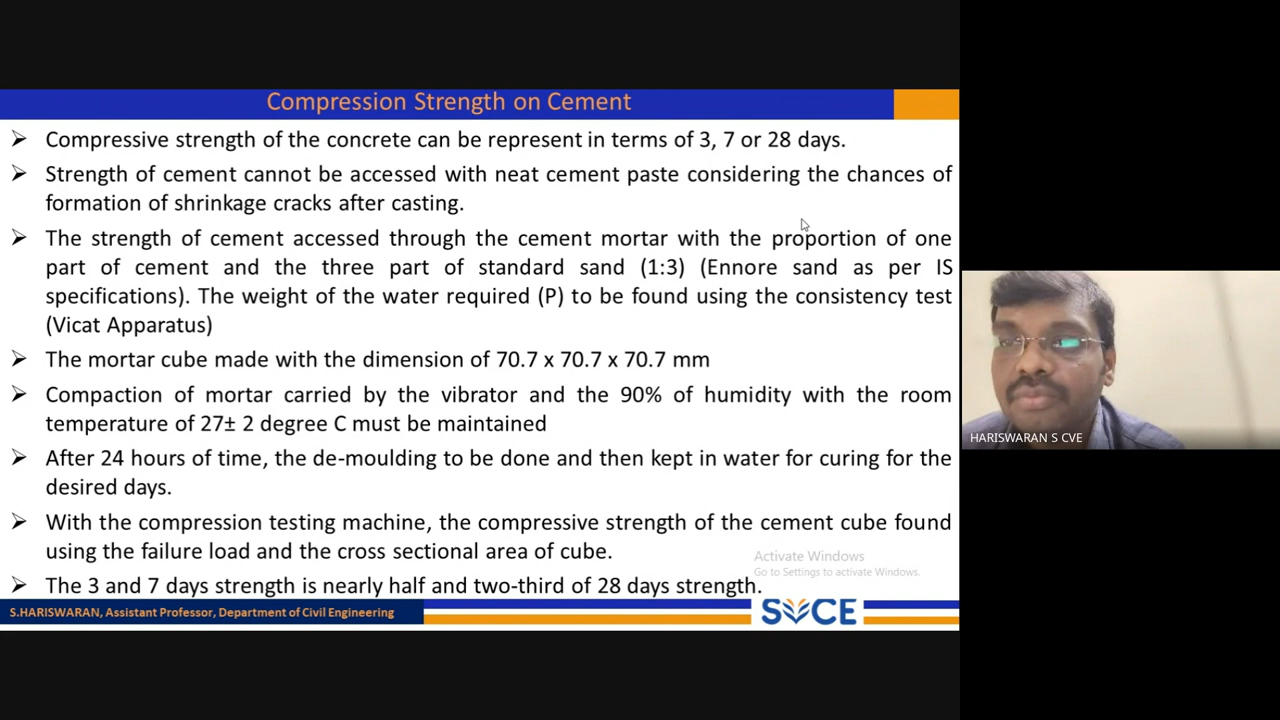 Compression Strength on Cement
➢ Compressive strength of the concrete can be represent in terms of 3, 7 or 28 days.
➢ Strength of cement cannot be accessed with neat cement paste considering the chances of
formation of shrinkage cracks after casting.
➢ The strength of cement accessed through the cement mortar with the proportion of one
part of cement and the three part of standard sand (1:3) (Ennore sand as per IS
specifications). The weight of the water required (P) to be found using the consistency test
(Vicat Apparatus)
➢ The mortar cube made with the dimension of 70.7 x 70.7 x 70.7 mm
➢ Compaction of mortar carried by the vibrator and the 90% of humidity with the room
temperature of 27± 2 degree C must be maintained
➢ After 24 hours of time, the de-moulding to be done and then kept in water for curing for the
desired days.
➢ With the compression testing machine, the compressive strength of the cement cube found
using the failure load and the cross sectional area of cube.
➢ The 3 and 7 days strength is nearly half and two-third of 28 days strength.
Activate Windows
Go to Settings to activate Windows.
S.HARISWARAN, Assistant Professor, Department of Civil Engineering
SVCE
HARISWARAN S CVE